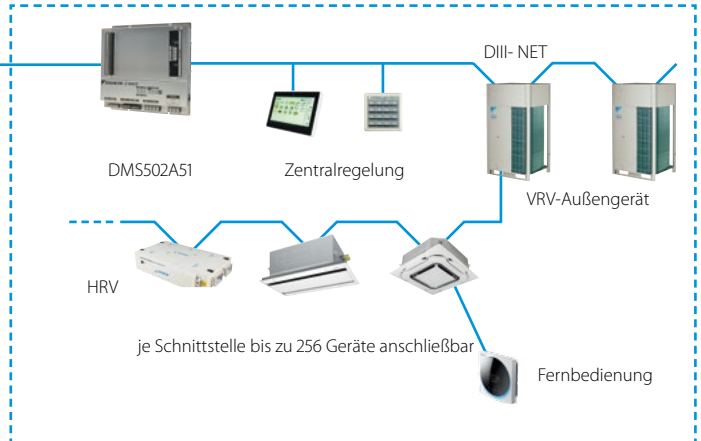 DIII- NET
DMS502A51
Zentralregelung
VRV-Außengerät
HRV
je Schnittstelle bis zu 256 Geräte anschließbar
Fernbedienung